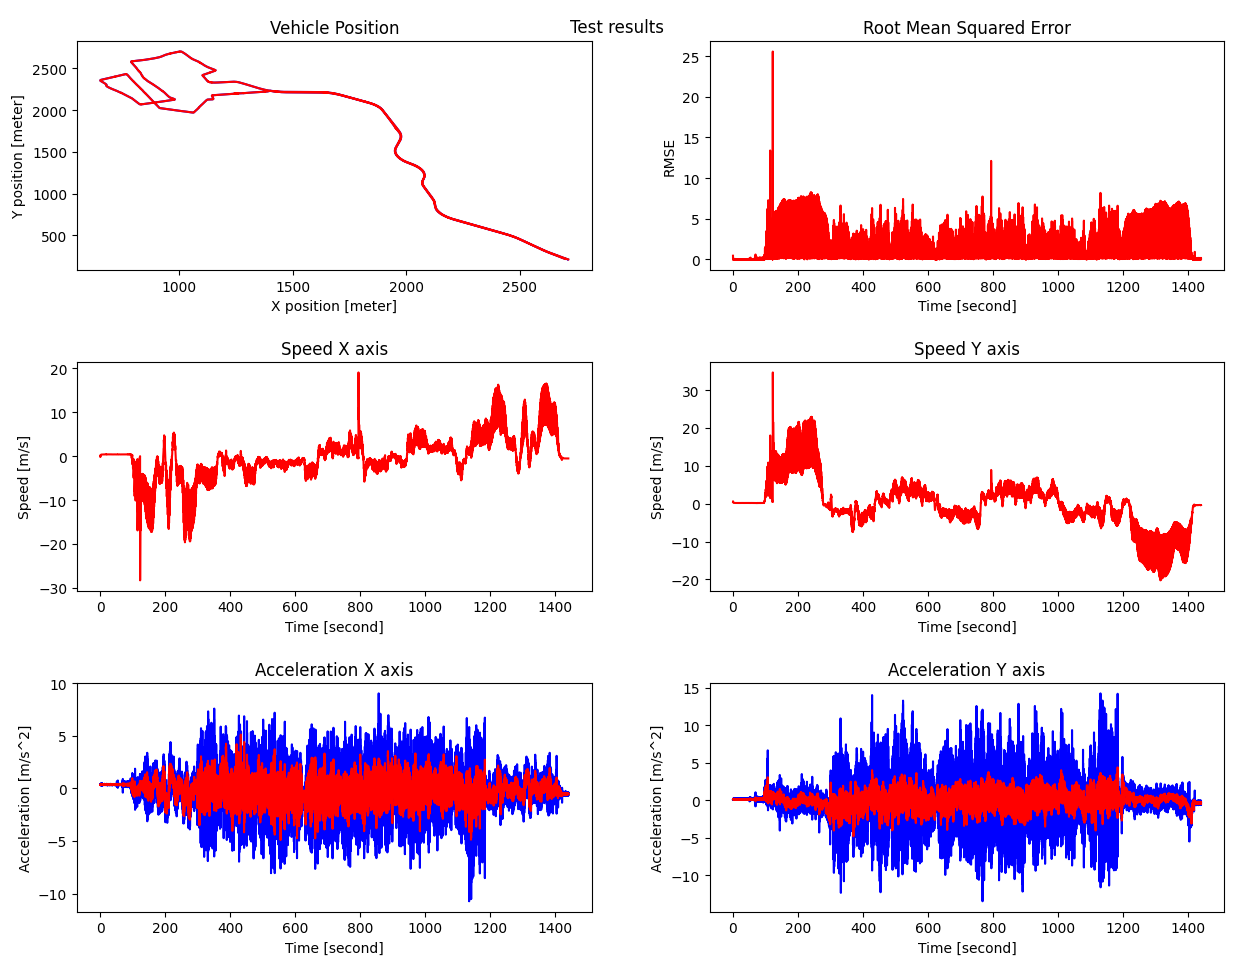 Test results
Vehicle Position
Y position [meter]
2500
2000
1500
1000
500
1000 1500 2000 2500
X position [meter]
Root Mean Squared Error
RMSE
25
20
15
10
5
0
0 200 400 600 800 1000 1200 1400
Time [second]
Speed X axis
Speed [m/s]
20
10
0
−10
−20
−30
0 200 400 600 800 1000 1200 1400
Time [second]
Speed Y axis
Speed [m/s]
30
20
10
0
−10
−20
0 200 400 600 800 1000 1200 1400
Time [second]
Acceleration X axis
Acceleration [m/s^2]
10
5
0
−5
−10
0 200 400 600 800 1000 1200 1400
Time [second]
Acceleration Y axis
Acceleration [m/s^2]
15
10
5
0
−5
−10
0 200 400 600 800 1000 1200 1400
Time [second]